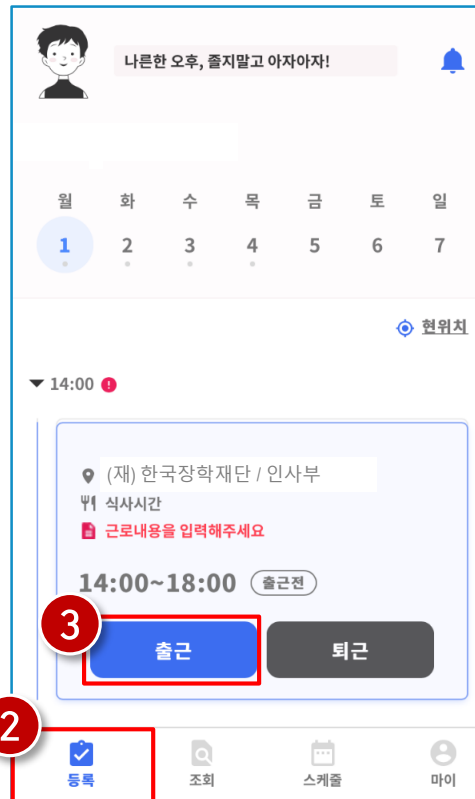 나른한 오후, 졸지말고 아자아자!
월 화 수 목 금 토 일
1 2 3 4 5 6 7
현위치
14:00
(재) 한국장학재단 / 인사부
식사시간
근로내용을 입력해주세요
14:00~18:00 출근전
3
출근 퇴근
2
등록 조회 스케줄 마이